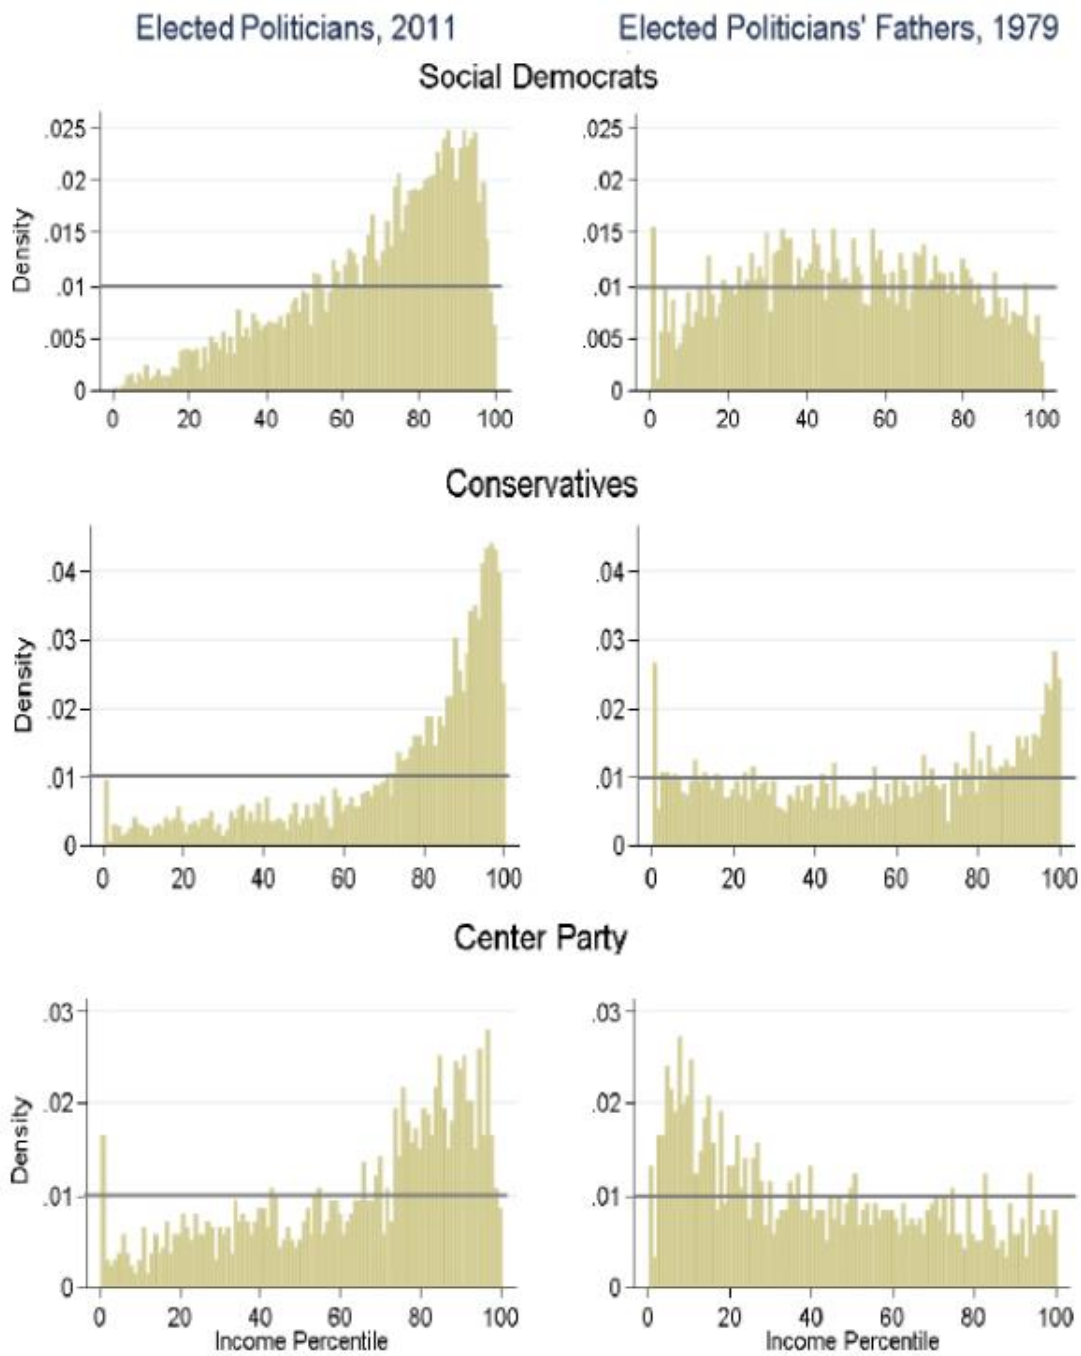 Elected Politicians, 2011 Elected Politicians' Fathers, 1979
Social Democrats
.025 .025
.02 .02
.015 .015
.01 .01
.005 .005
0 0
Density
0 20 40 60 80 100 0 20 40 60 80 100
Conservatives
.04 .04
.03 .03
.02 .02
.01 .01
0 0
Density
0 20 40 60 80 100 0 20 40 60 80 100
Center Party
.03 .03
.02 .02
.01 .01
0 0
Density
0 20 40 60 80 100 0 20 40 60 80 100
Income Percentile Income Percentile